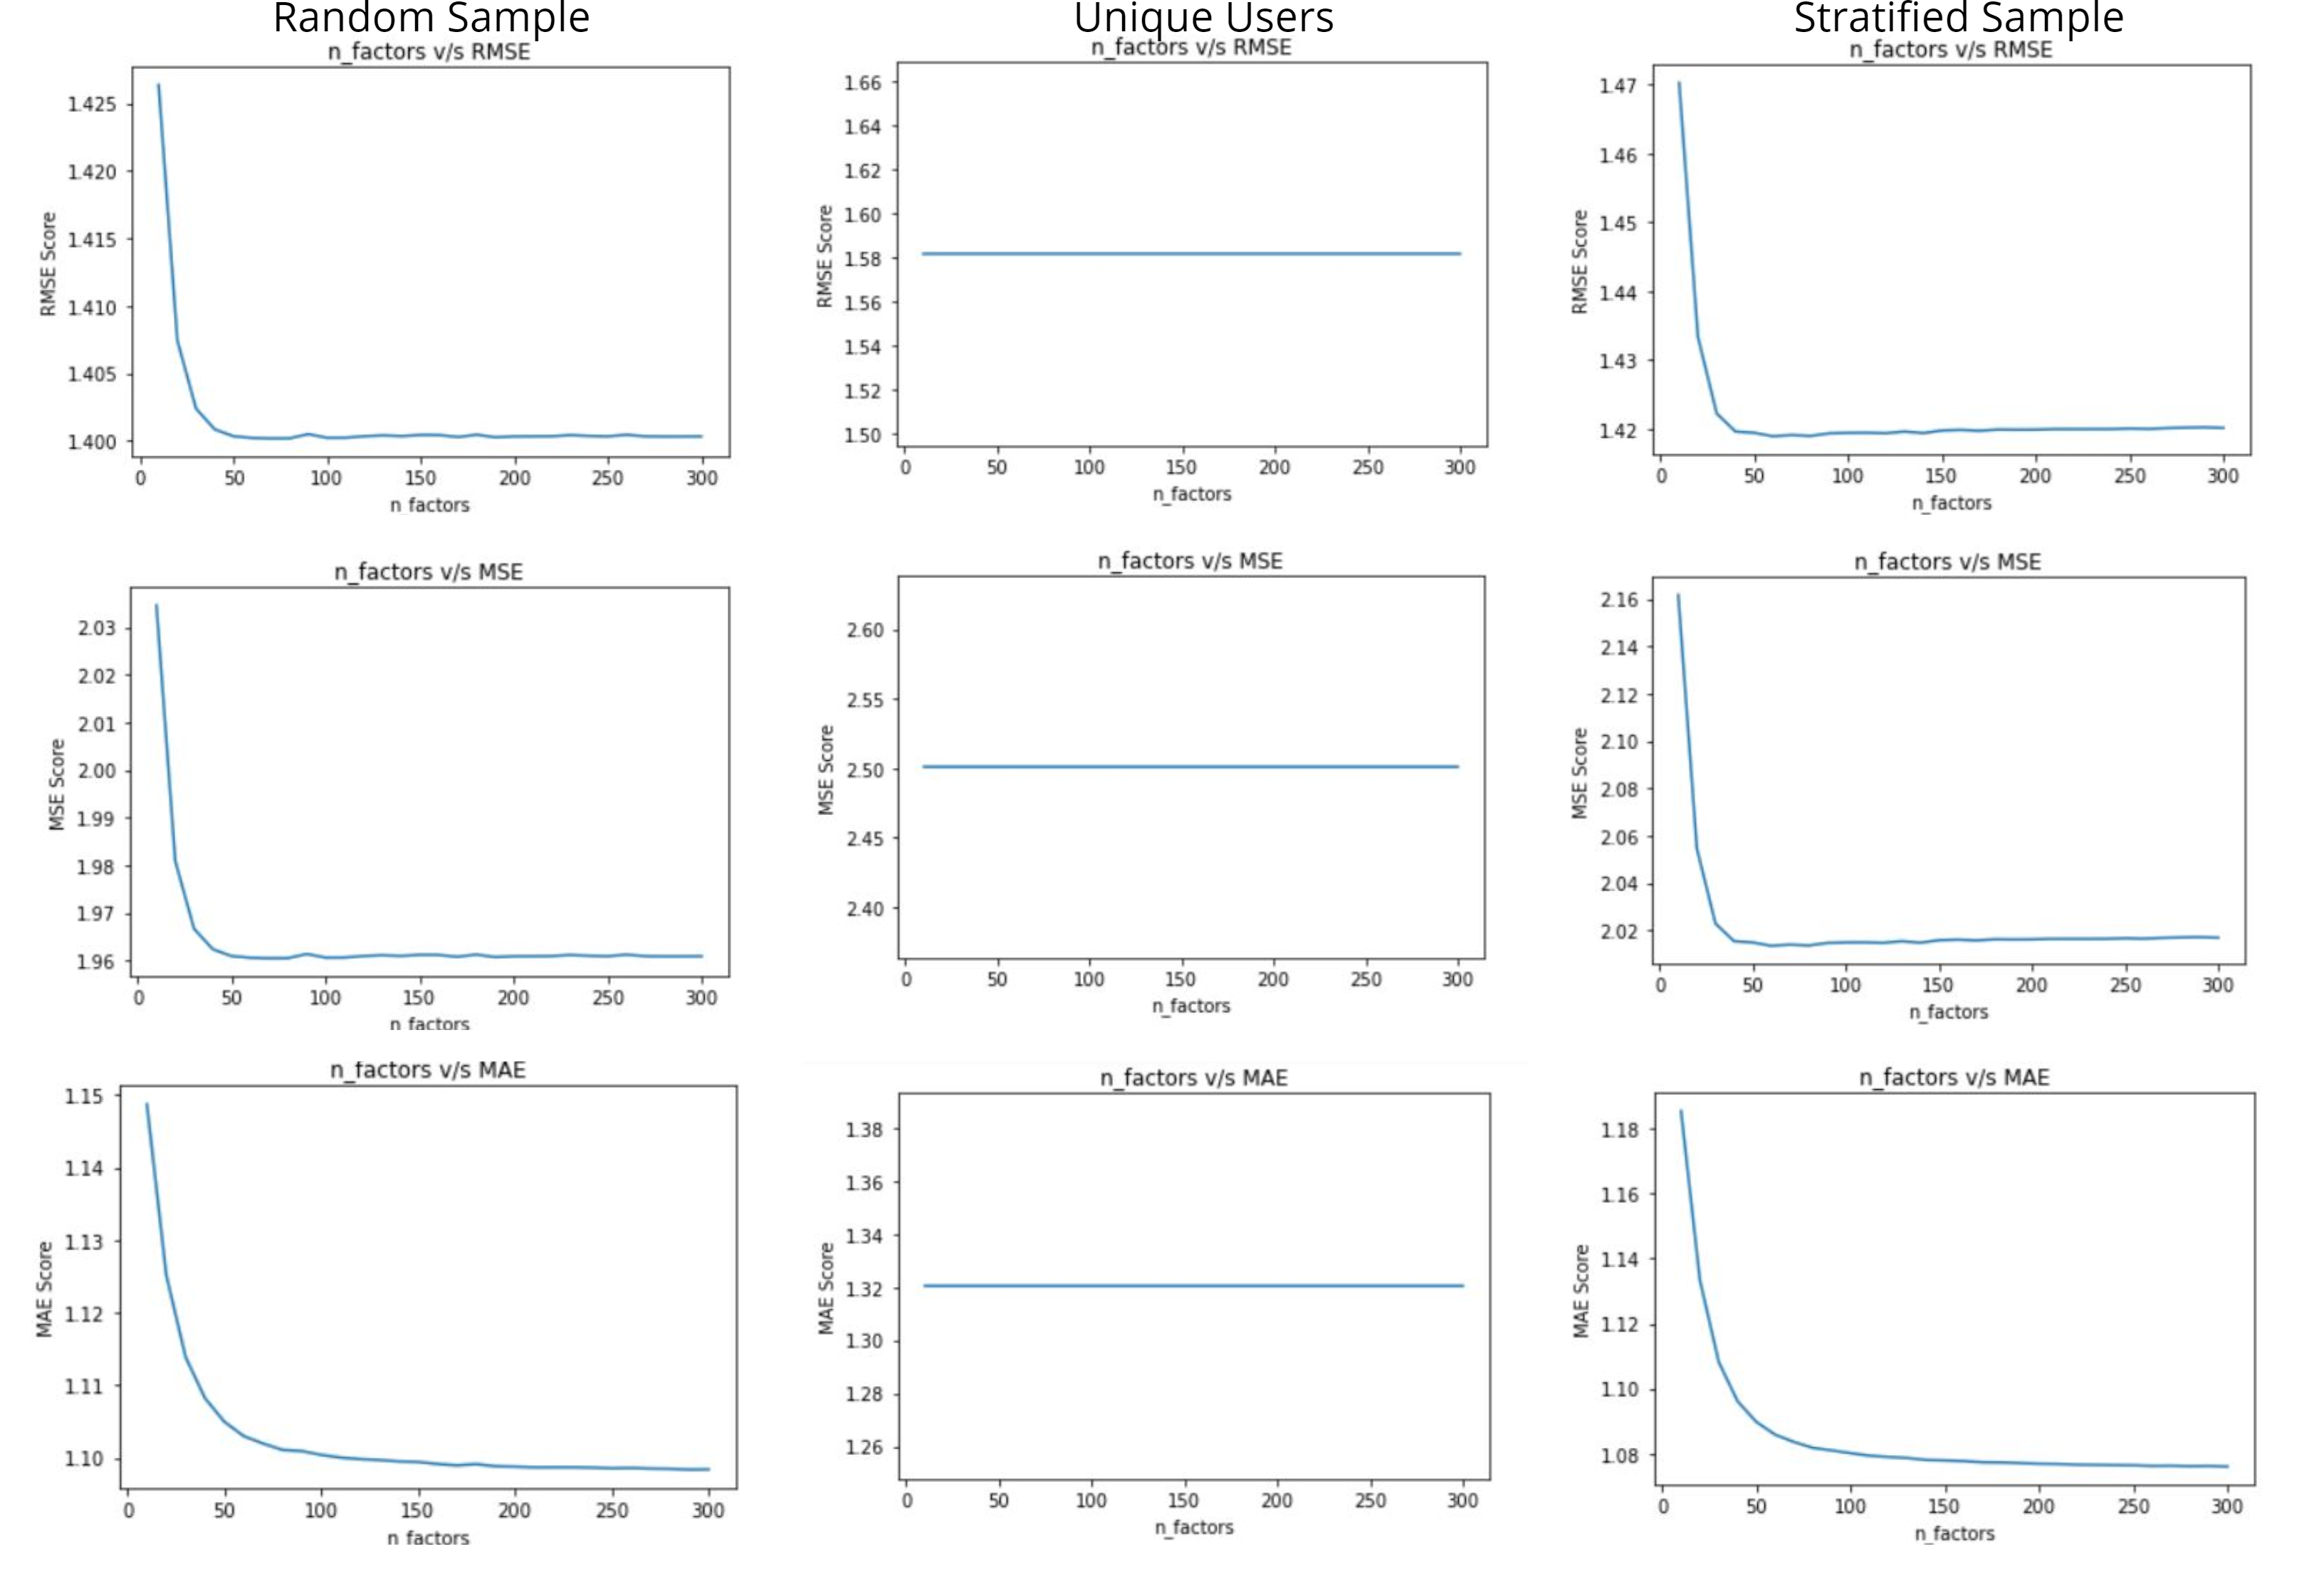 Random Sample
n_factors v/s RMSE
1.425
1.420
1.415
1.410
1.405
1.400
RMSE Score
0 50 100 150 200 250 300
n_factors
Unique Users
n_factors v/s RMSE
1.66
1.64
1.62
1.60
1.58
1.56
1.54
1.52
1.50
RMSE Score
0 50 100 150 200 250 300
n_factors
Stratified Sample
n_factors v/s RMSE
1.47
1.46
1.45
1.44
1.43
1.42
RMSE Score
0 50 100 150 200 250 300
n_factors
n_factors v/s MSE
2.03
2.02
2.01
2.00
1.99
1.98
1.97
1.96
MSE Score
0 50 100 150 200 250 300
n_factors
n_factors v/s MSE
2.60
2.55
2.50
2.45
2.40
MSE Score
0 50 100 150 200 250 300
n_factors
n_factors v/s MSE
2.16
2.14
2.12
2.10
2.08
2.06
2.04
2.02
MSE Score
0 50 100 150 200 250 300
n_factors
n_factors v/s MAE
1.15
1.14
1.13
1.12
1.11
1.10
MAE Score
0 50 100 150 200 250 300
n_factors
n_factors v/s MAE
1.38
1.36
1.34
1.32
1.30
1.28
1.26
MAE Score
0 50 100 150 200 250 300
n_factors
n_factors v/s MAE
1.18
1.16
1.14
1.12
1.10
1.08
MAE Score
0 50 100 150 200 250 300
n_factors